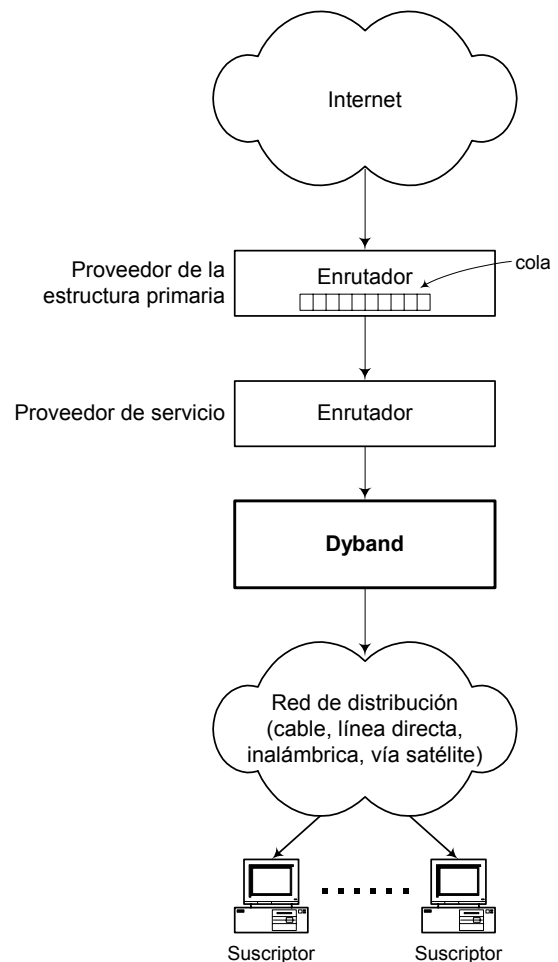 Internet
Proveedor de la
estructura primaria
Enrutador
cola
Proveedor de servicio
Enrutador
Dyband
Red de distribución
(cable, línea directa,
inalámbrica, vía satélite)
Suscriptor
Suscriptor